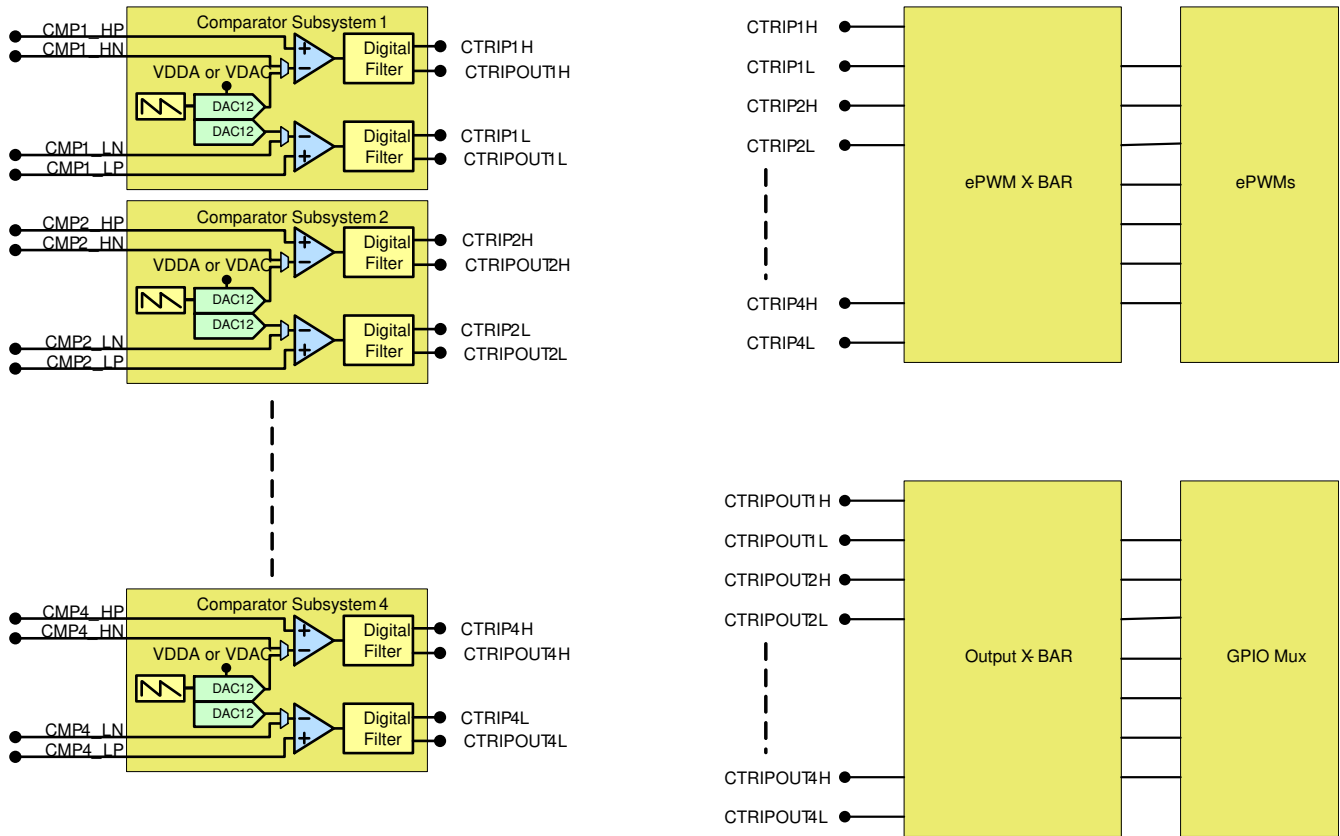 Comparator Subsystem 1
CMP1_HP
CMP1_HN
VDDA or VDAC
DAC12
DAC12
CMP1_LN
CMP1_LP
Digital
Filter
Digital
Filter
CTRIP1H
CTRIPOUT1H
CTRIP1L
CTRIPOUT1L
Comparator Subsystem 2
CMP2_HP
CMP2_HN
VDDA or VDAC
DAC12
DAC12
CMP2_LN
CMP2_LP
Digital
Filter
Digital
Filter
CTRIP2H
CTRIPOUT2H
CTRIP2L
CTRIPOUT2L
Comparator Subsystem 4
CMP4_HP
CMP4_HN
VDDA or VDAC
DAC12
DAC12
CMP4_LN
CMP4_LP
Digital
Filter
Digital
Filter
CTRIP4H
CTRIPOUT4H
CTRIP4L
CTRIPOUT4L
CTRIP1H
CTRIP1L
CTRIP2H
CTRIP2L
CTRIP4H
CTRIP4L
ePWM X-BAR
ePWMs
CTRIPOUT1H
CTRIPOUT1L
CTRIPOUT2H
CTRIPOUT2L
CTRIPOUT4H
CTRIPOUT4L
Output X-BAR
GPIO Mux